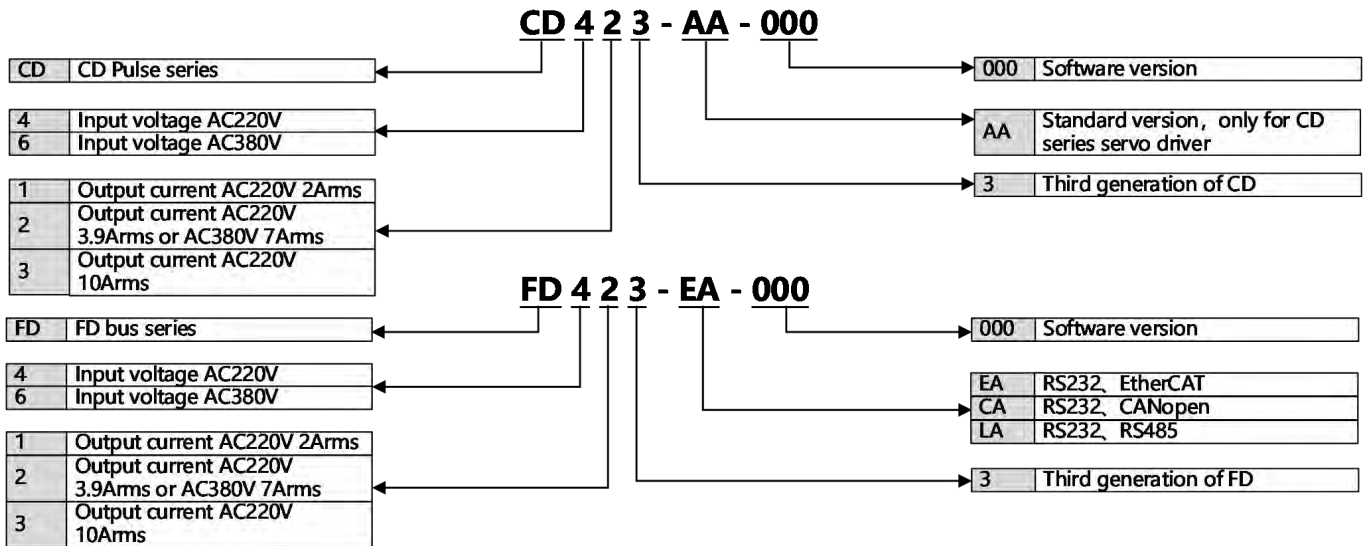 CD 4 2 3 - AA - 000
CD CD Pulse series
4 Input voltage AC220V
6 Input voltage AC380V
1 Output current AC220V 2Arms
2 Output current AC220V
3.9Arms or AC380V 7Arms
3 Output current AC220V
10Arms
000 Software version
AA Standard version, only for CD
series servo driver
3 Third generation of CD
FD 4 2 3 - EA - 000
FD FD bus series
4 Input voltage AC220V
6 Input voltage AC380V
1 Output current AC220V 2Arms
2 Output current AC220V
3.9Arms or AC380V 7Arms
3 Output current AC220V
10Arms
000 Software version
EA RS232、EtherCAT
CA RS232、CANopen
LA RS232、RS485
3 Third generation of FD